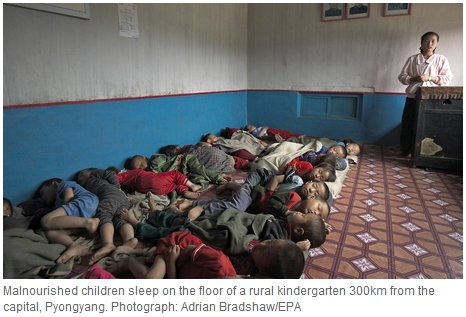 Malnourished children sleep on the floor of a rural kindergarten 300km from the
capital, Pyongyang. Photograph: Adrian Bradshaw/EPA